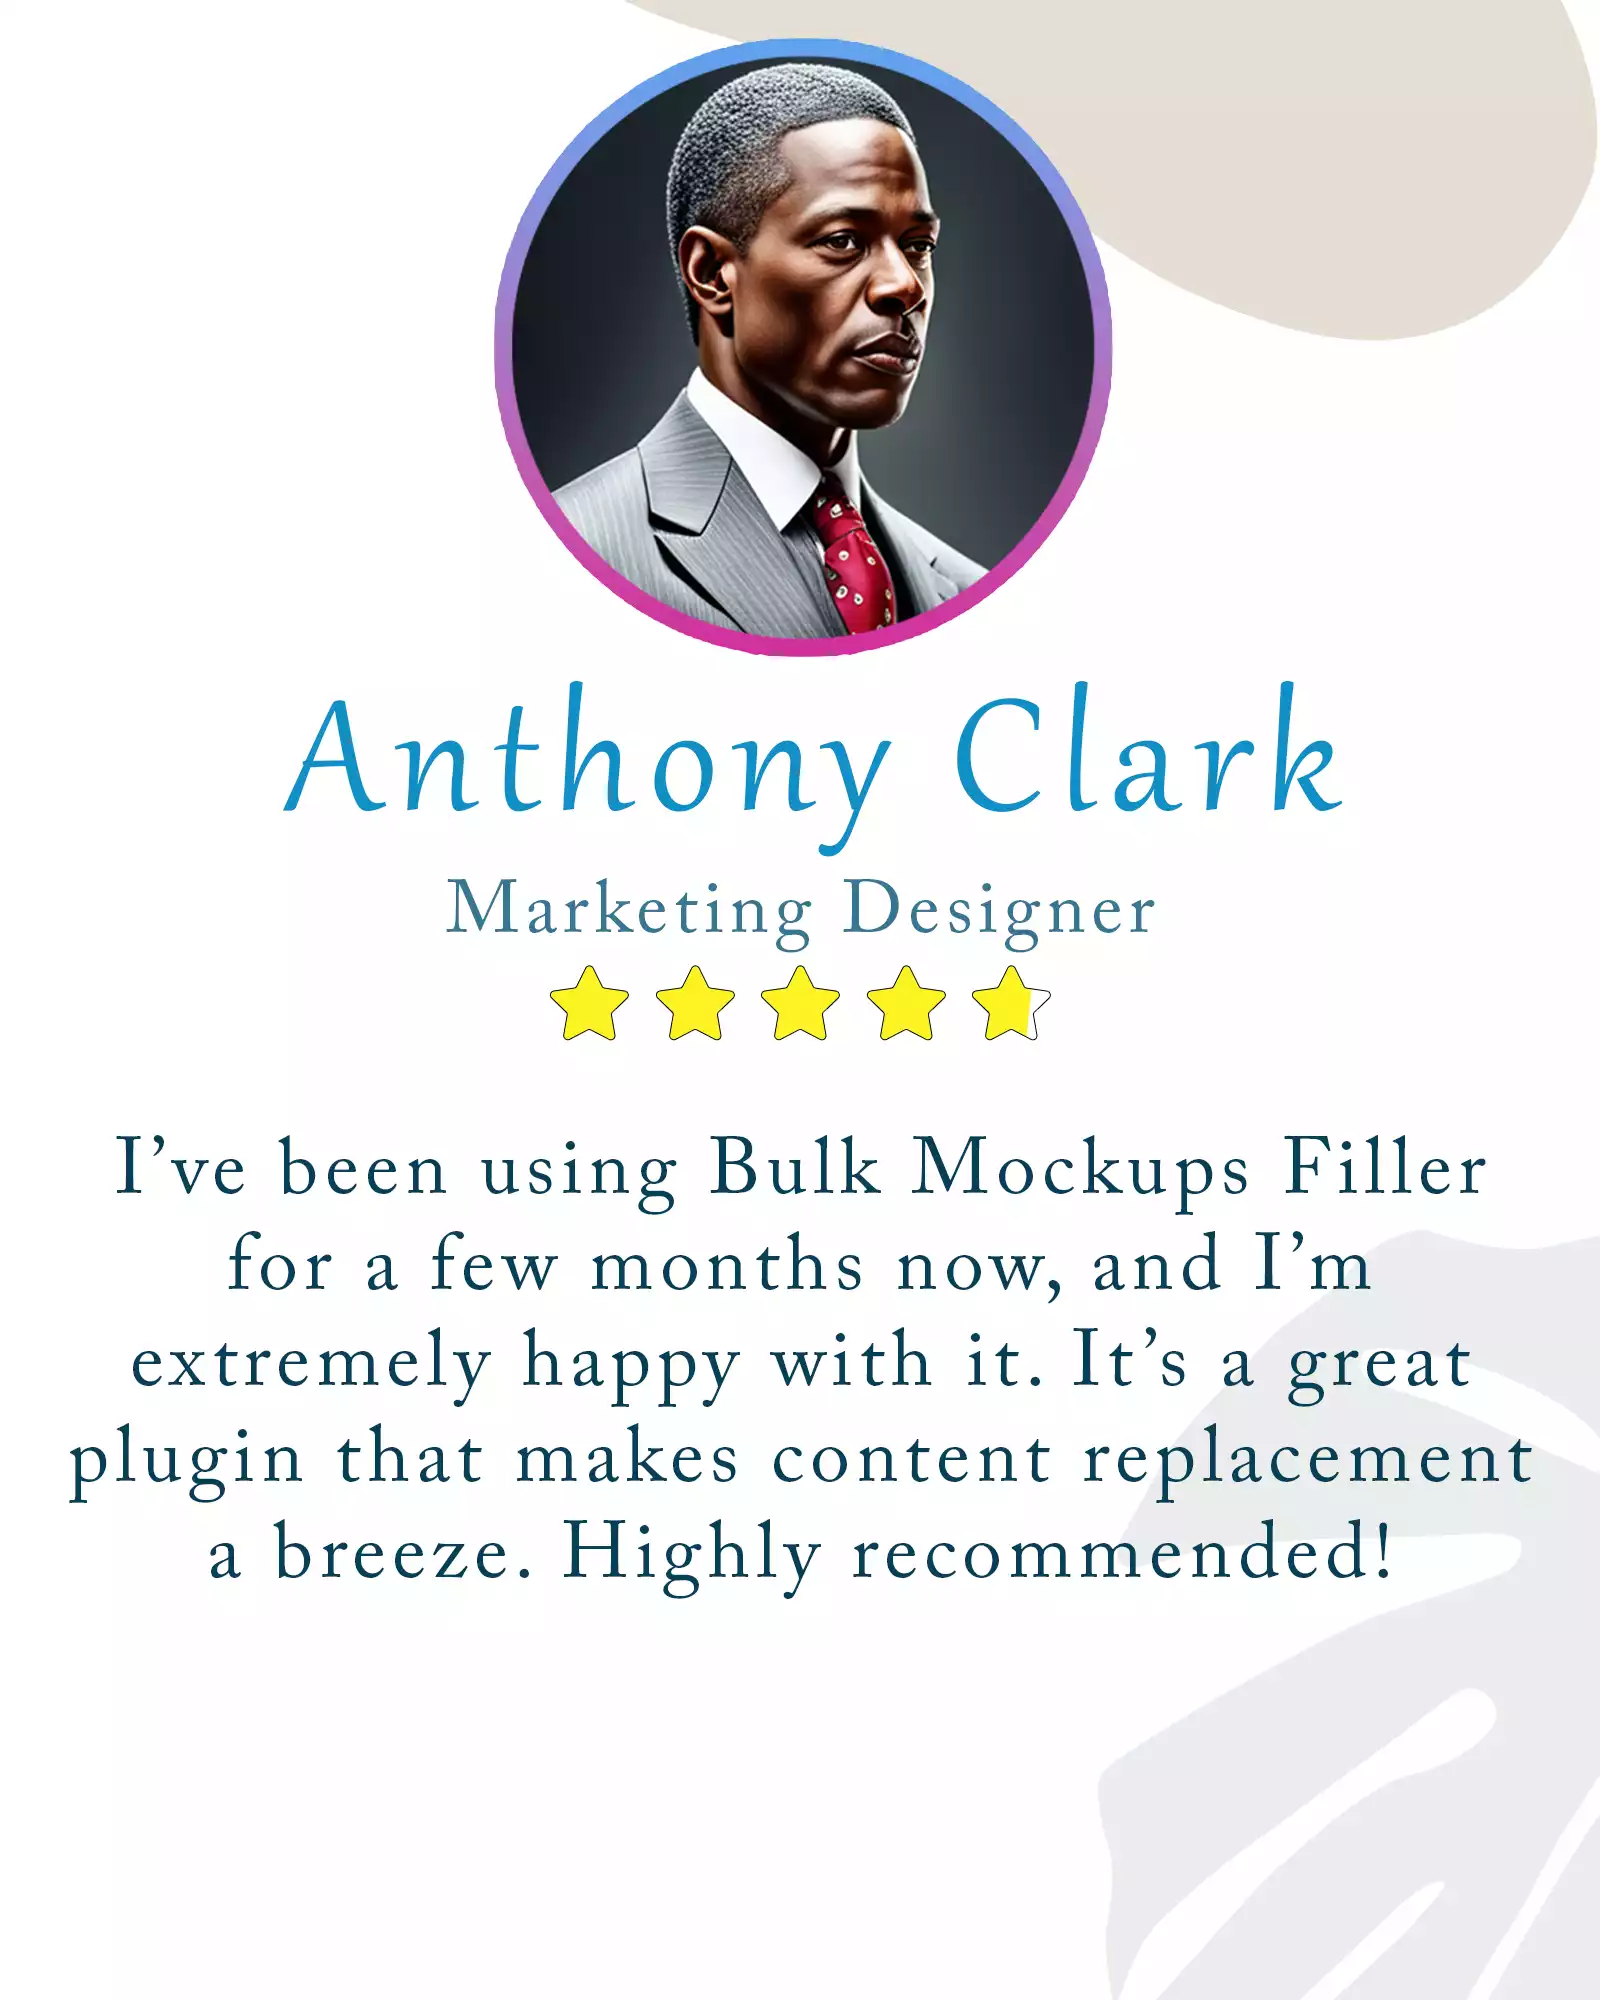 Anthony Clark
Marketing Designer
I’ve been using Bulk Mockups Filler
for a few months now, and I’m
extremely happy with it. It’s a great
plugin that makes content replacement
a breeze. Highly recommended!